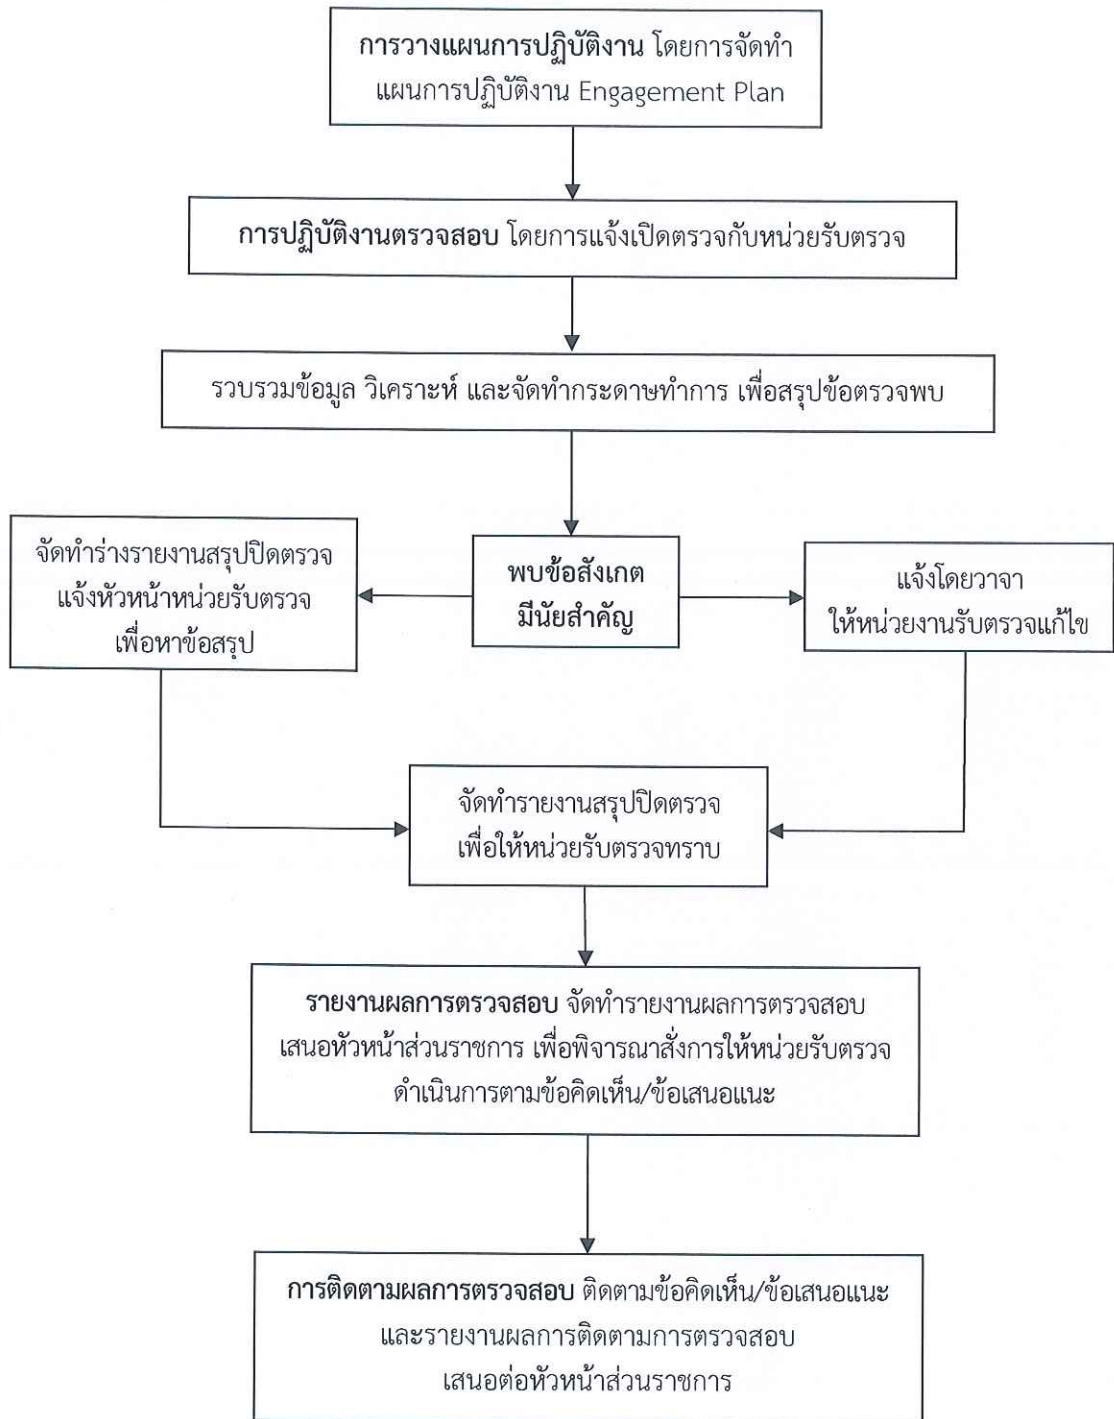 การวางแผนการปฏิบัติงาน โดยการจัดทำ
แผนการปฏิบัติงาน Engagement Plan
การปฏิบัติงานตรวจสอบ โดยการแจ้งเปิดตรวจกับหน่วยรับตรวจ
รวบรวมข้อมูล วิเคราะห์ และจัดทำกระดาษทำการ เพื่อสรุปข้อตรวจพบ
จัดทำร่างรายงานสรุปปิดตรวจ
แจ้งหัวหน้าหน่วยรับตรวจ
เพื่อหาข้อสรุป
พบข้อสังเกต
มีนัยสำคัญ
แจ้งโดยวาจา
ให้หน่วยงานรับตรวจแก้ไข
จัดทำรายงานสรุปปิดตรวจ
เพื่อให้หน่วยรับตรวจทราบ
รายงานผลการตรวจสอบ จัดทำรายงานผลการตรวจสอบ
เสนอหัวหน้าส่วนราชการ เพื่อพิจารณาสั่งการให้หน่วยรับตรวจ
ดำเนินการตามข้อคิดเห็น/ข้อเสนอแนะ
การติดตามผลการตรวจสอบ ติดตามข้อคิดเห็น/ข้อเสนอแนะ
และรายงานผลการติดตามการตรวจสอบ
เสนอต่อหัวหน้าส่วนราชการ